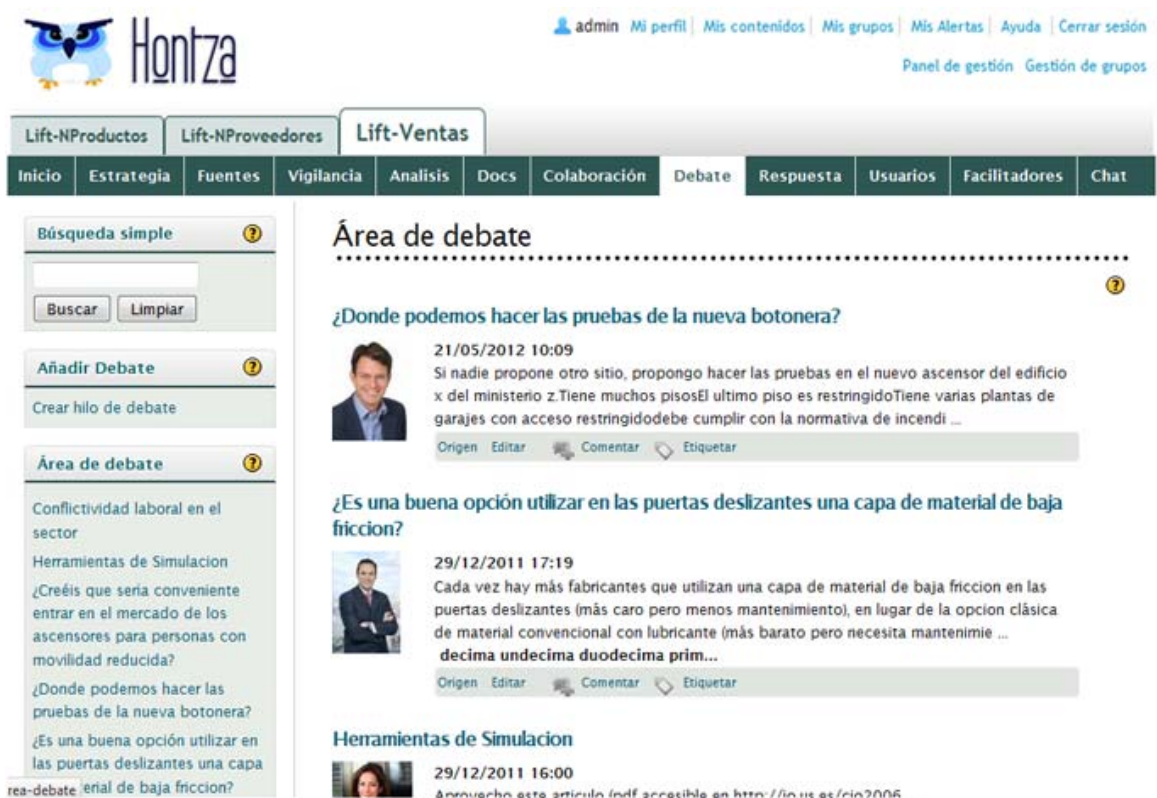 Hontza
admin Mi perfil Mis contenidos Mis grupos Mis Alertas Ayuda Cerrar sesión
Panel de gestión Gestión de grupos
Lift-NProductos Lift-NProveedores Lift-Ventas
Inicio Estrategia Fuentes Vigilancia Analisis Docs Colaboración Debate Respuesta Usuarios Facilitadores Chat
Búsqueda simple ?
Buscar Limpiar
Añadir Debate ?
Crear hilo de debate
Área de debate ?
Conflictividad laboral en el
sector
Herramientas de Simulacion
¿Creéis que seria conveniente
entrar en el mercado de los
ascensores para personas con
movilidad reducida?
¿Donde podemos hacer las
pruebas de la nueva botonera?
¿Es una buena opción utilizar en
las puertas deslizantes una capa
rea-debate erial de baja friccion?
Área de debate
?
¿Donde podemos hacer las pruebas de la nueva botonera?
21/05/2012 10:09
Si nadie propone otro sitio, propongo hacer las pruebas en el nuevo ascensor del edificio
x del ministerio z.Tiene muchos pisosEl ultimo piso es restringidoTiene varias plantas de
garajes con acceso restringidodebe cumplir con la normativa de incendi ...
Origen Editar Comentar Etiquetar
¿Es una buena opción utilizar en las puertas deslizantes una capa de material de baja
friccion?
29/12/2011 17:19
Cada vez hay más fabricantes que utilizan una capa de material de baja friccion en las
puertas deslizantes (más caro pero menos mantenimiento), en lugar de la opcion clásica
de material convencional con lubricante (más barato pero necesita mantenimie ...
decima undecima duodecima prim...
Origen Editar Comentar Etiquetar
Herramientas de Simulacion
29/12/2011 16:00
Aprovecho este articulo (pdf accesible en http://io.us.es/cio2006